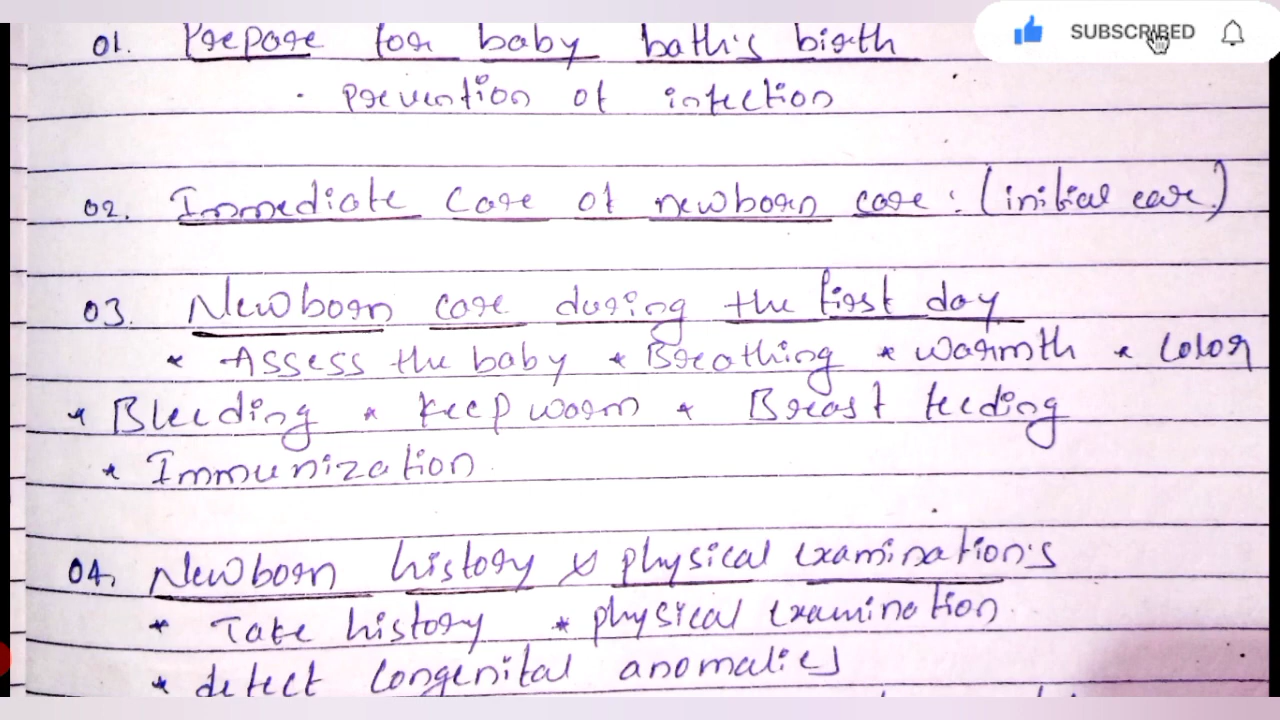 SUBSCRIBED
01. Prepare for baby bath's birth
· prevention of infection
02. Immediate care of newborn care : (initial care)
03. Newborn care during the first day
* Assess the baby * Breathing * warmth * color
* Bleeding * keep warm * Breast feeding
* Immunization
04. Newborn history & physical examination's
* Take history * physical examination
* detect congenital anomalies